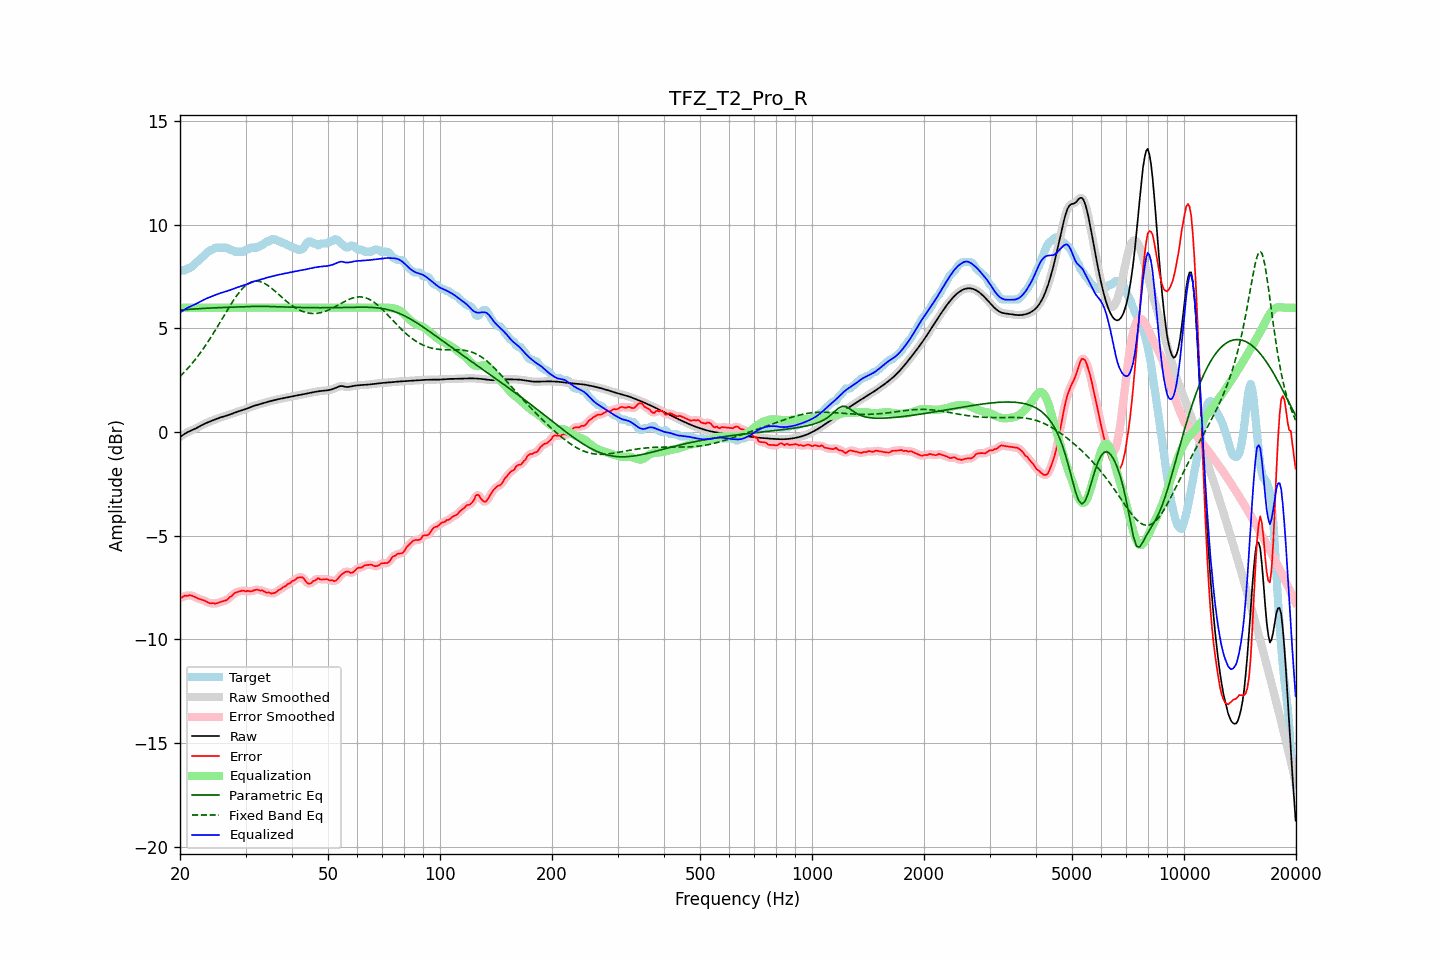 TFZ_T2_Pro_R
Amplitude (dBr)
15
10
5
0
−5
−10
−15
−20
Target
Raw Smoothed
Error Smoothed
Raw
Error
Equalization
Parametric Eq
Fixed Band Eq
Equalized
20 50 100 200 500 1000 2000 5000 10000 20000
Frequency (Hz)